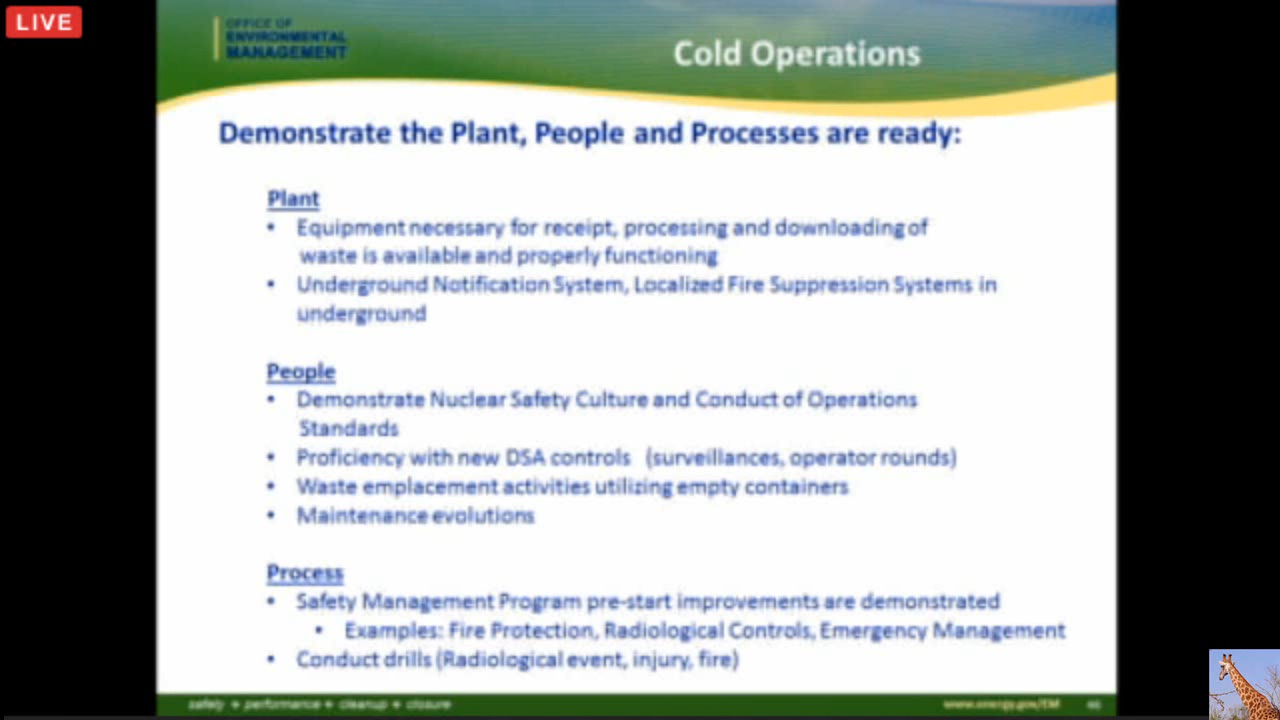 LIVE
OFFICE OF
ENVIRONMENTAL
MANAGEMENT
Cold Operations
Demonstrate the Plant, People and Processes are ready:
Plant
• Equipment necessary for receipt, processing and downloading of
waste is available and properly functioning
• Underground Notification System, Localized Fire Suppression Systems in
underground
People
• Demonstrate Nuclear Safety Culture and Conduct of Operations
Standards
• Proficiency with new DSA controls (surveillances, operator rounds)
• Waste emplacement activities utilizing empty containers
• Maintenance evolutions
Process
• Safety Management Program pre-start improvements are demonstrated
• Examples: Fire Protection, Radiological Controls, Emergency Management
• Conduct drills (Radiological event, injury, fire)
safely + performance + cleanup + closure
www.energy.gov/EM